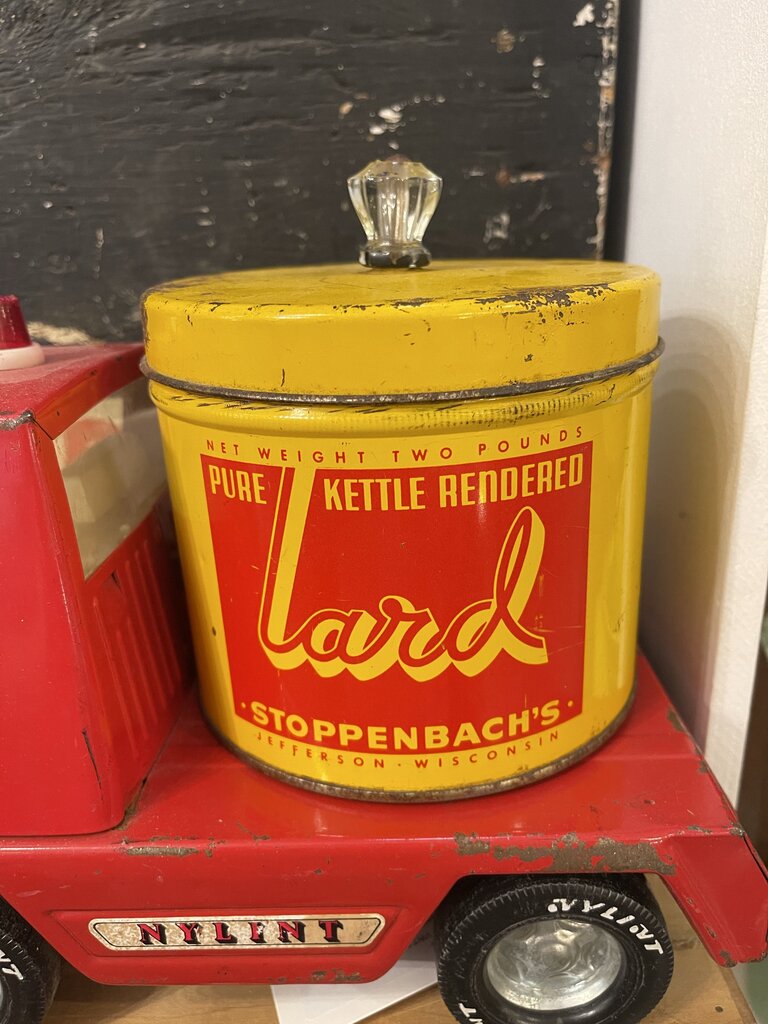 NET WEIGHT TWO POUNDS
PURE KETTLE RENDERED
Lard
· STOPPENBACH'S ·
JEFFERSON · WISCONSIN
NYLINT
NYLINT